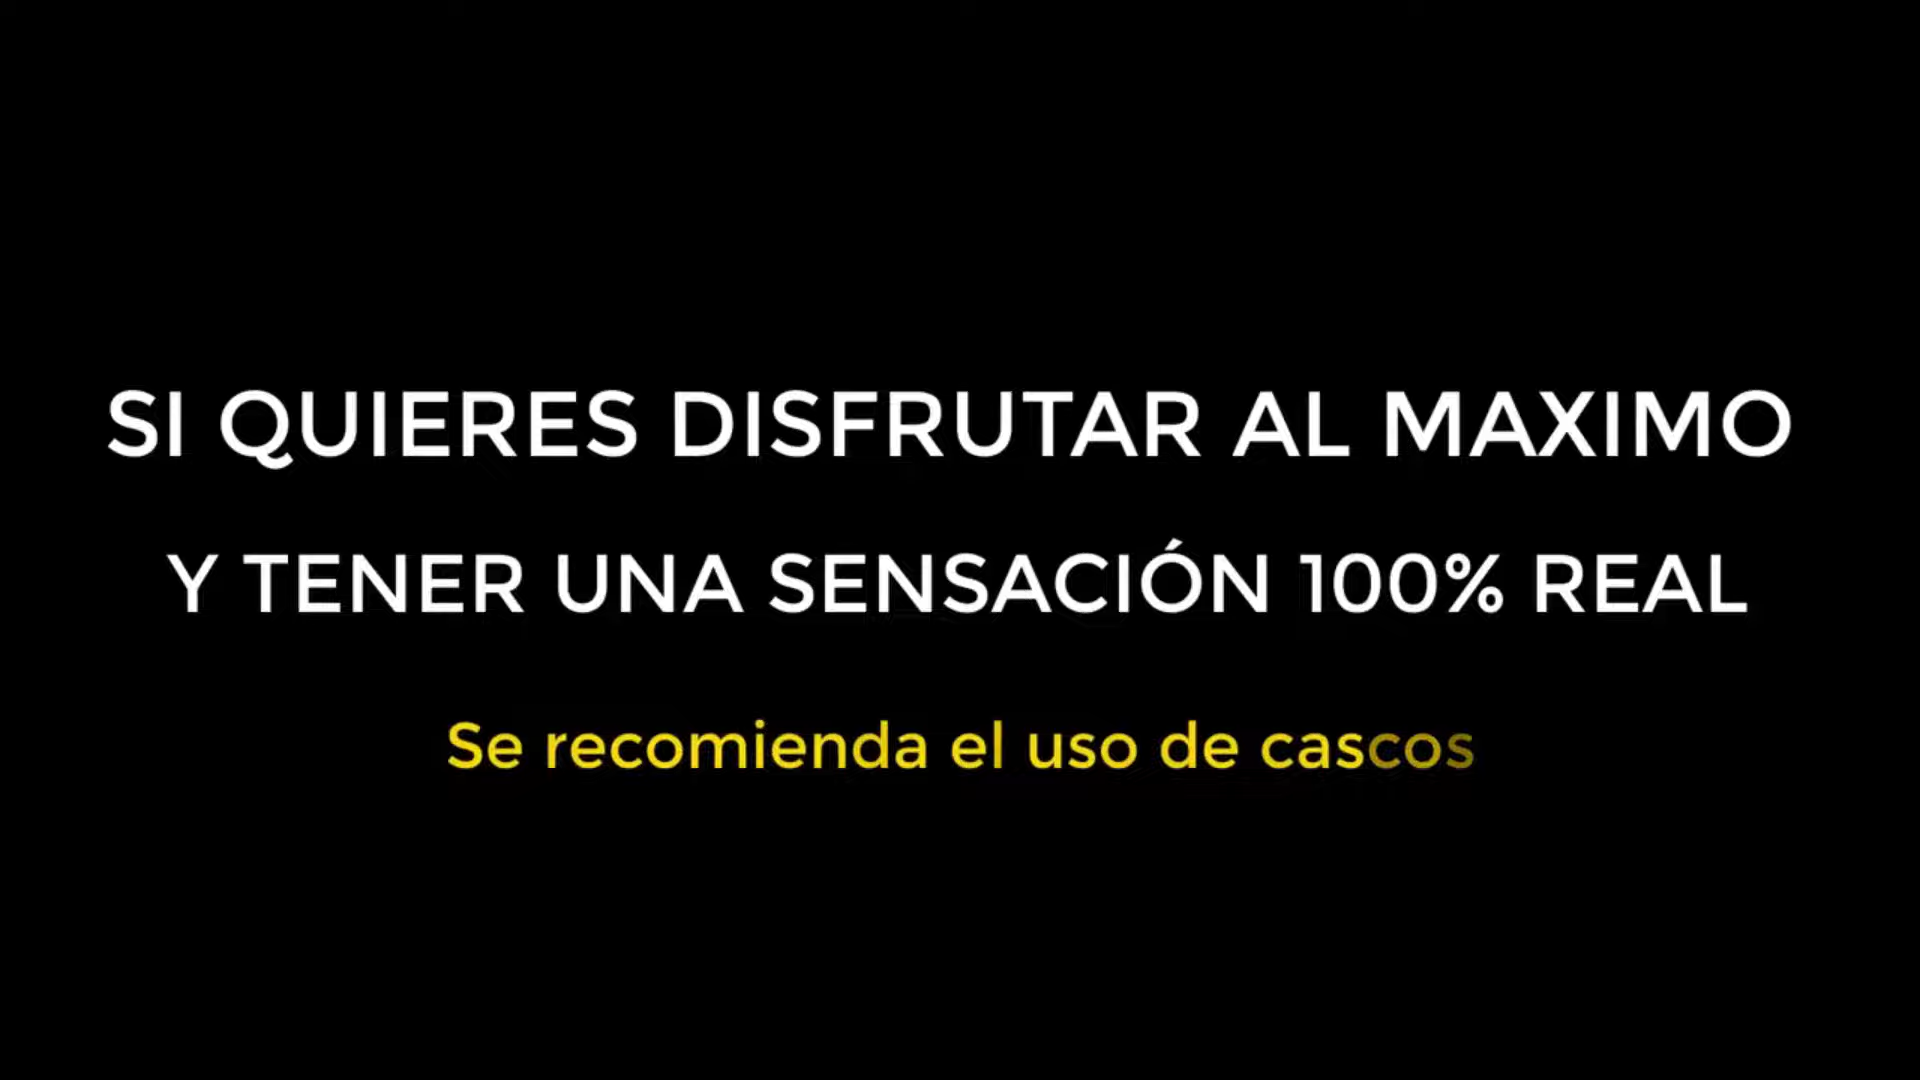 SI QUIERES DISFRUTAR AL MAXIMO
Y TENER UNA SENSACIÓN 100% REAL
Se recomienda el uso de cascos